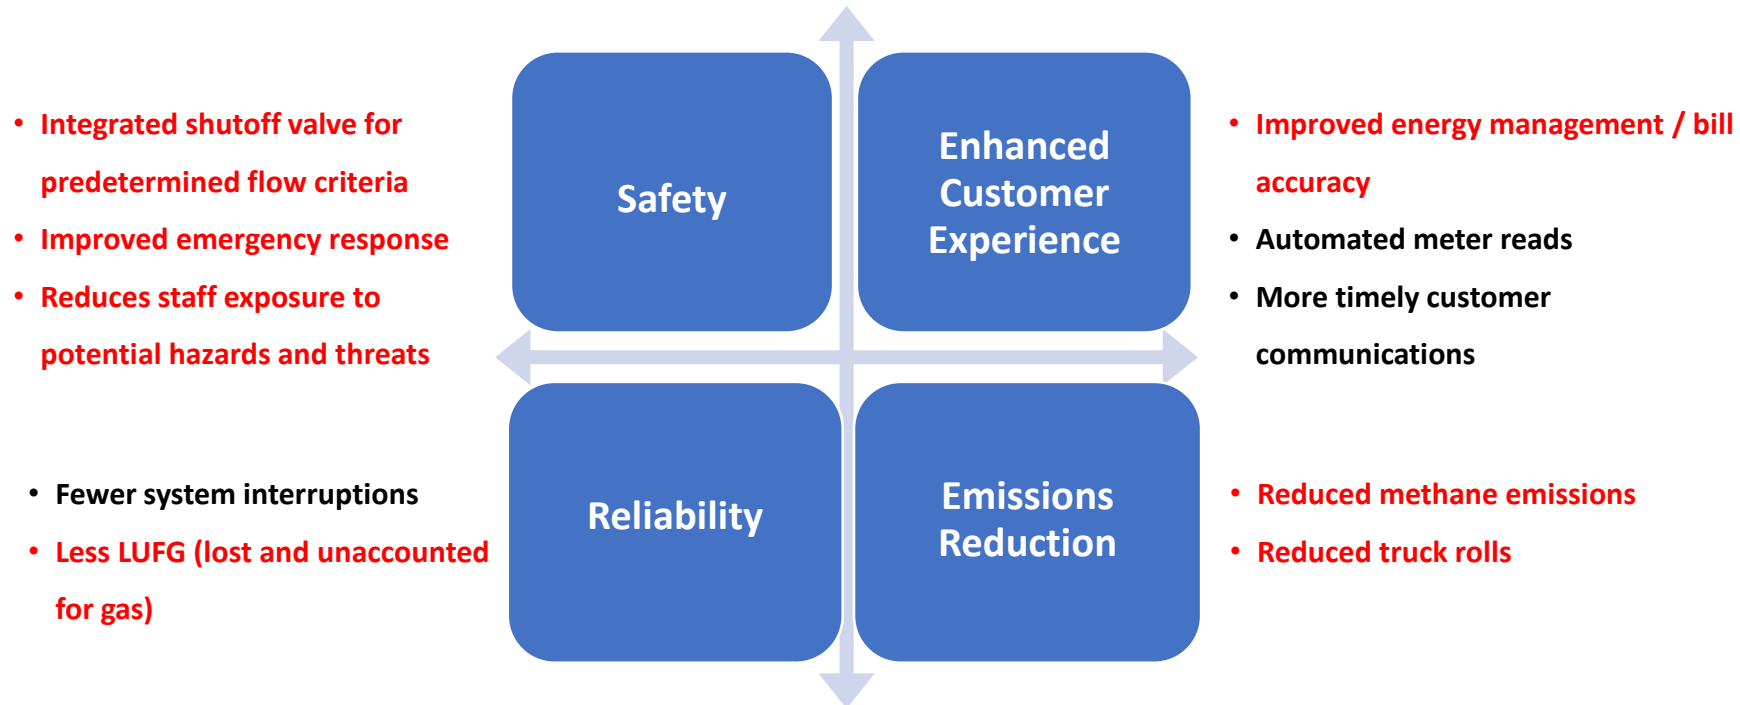 • Integrated shutoff valve for
predetermined flow criteria
• Improved emergency response
• Reduces staff exposure to
potential hazards and threats
Safety
Enhanced
Customer
Experience
• Improved energy management / bill
accuracy
• Automated meter reads
• More timely customer
communications
• Fewer system interruptions
• Less LUFG (lost and unaccounted
for gas)
Reliability
Emissions
Reduction
• Reduced methane emissions
• Reduced truck rolls